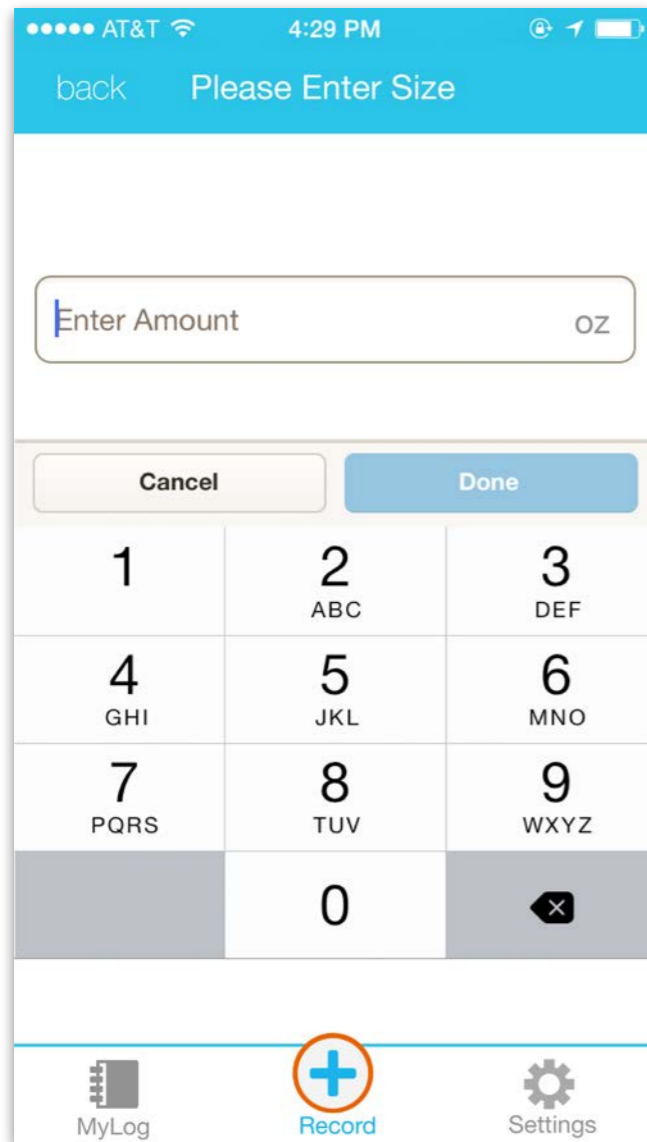 AT&T 4:29 PM
back Please Enter Size
Enter Amount oz
Cancel Done
1 2 3
ABC DEF
4 5 6
GHI JKL MNO
7 8 9
PQRS TUV WXYZ
0
MyLog Record Settings